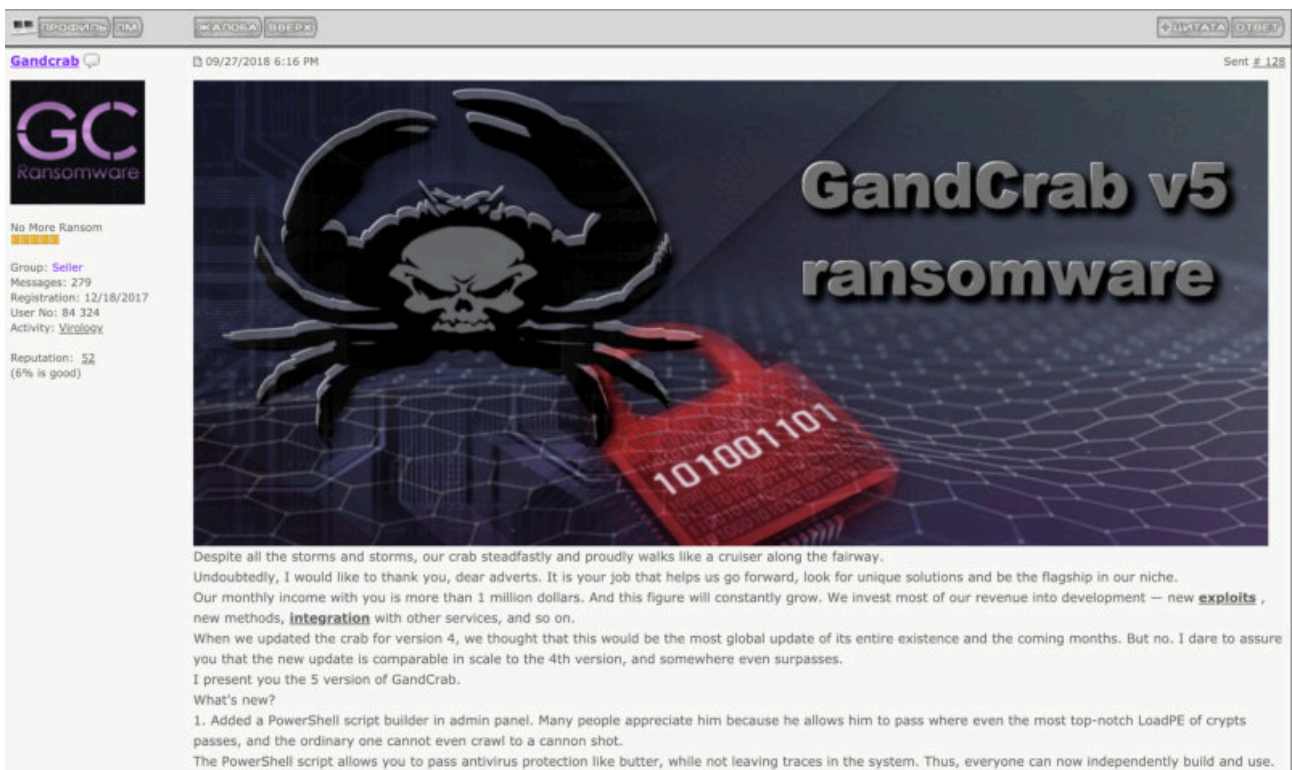 ПРОФИЛЬ ПМ ЖАЛОБА ВВЕРХ +ЦИТАТА ОТВЕТ
Gandcrab
09/27/2018 6:16 PM Sent # 128
GC
Ransomware
GandCrab v5
ransomware
101001101
No More Ransom
Group: Seller
Messages: 279
Registration: 12/18/2017
User No: 84 324
Activity: Virology
Reputation: 52
(6% is good)
Despite all the storms and storms, our crab steadfastly and proudly walks like a cruiser along the fairway.
Undoubtedly, I would like to thank you, dear adverts. It is your job that helps us go forward, look for unique solutions and be the flagship in our niche.
Our monthly income with you is more than 1 million dollars. And this figure will constantly grow. We invest most of our revenue into development — new exploits ,
new methods, integration with other services, and so on.
When we updated the crab for version 4, we thought that this would be the most global update of its entire existence and the coming months. But no. I dare to assure
you that the new update is comparable in scale to the 4th version, and somewhere even surpasses.
I present you the 5 version of GandCrab.
What's new?
1. Added a PowerShell script builder in admin panel. Many people appreciate him because he allows him to pass where even the most top-notch LoadPE of crypts
passes, and the ordinary one cannot even crawl to a cannon shot.
The PowerShell script allows you to pass antivirus protection like butter, while not leaving traces in the system. Thus, everyone can now independently build and use.